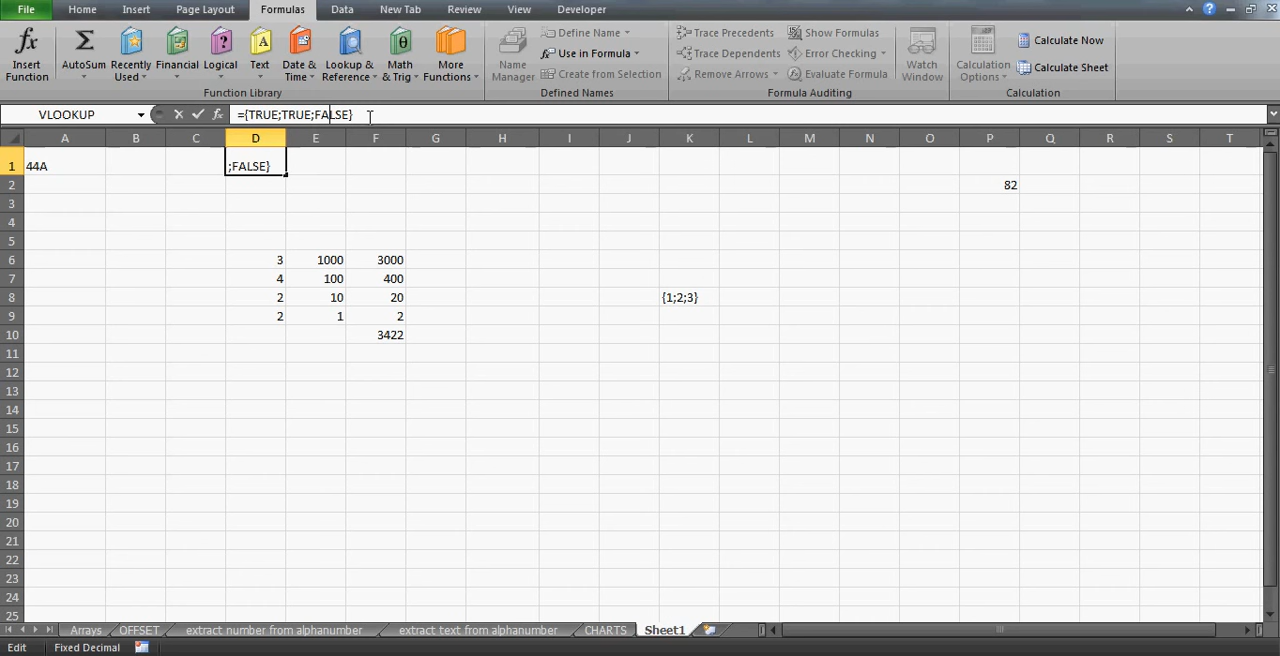 File Home Insert Page Layout Formulas Data New Tab Review View Developer
fx Insert Function
Σ AutoSum
Recently Used
Financial
Logical
A Text
Date & Time
Lookup & Reference
θ Math & Trig
More Functions
Function Library
Name Manager
Define Name
Use in Formula
Create from Selection
Defined Names
Trace Precedents
Trace Dependents
Remove Arrows
Show Formulas
Error Checking
Evaluate Formula
Formula Auditing
Watch Window
Calculation Options
Calculate Now
Calculate Sheet
Calculation
VLOOKUP fx ={TRUE;TRUE;FALSE}
A B C D E F G H I J K L M N O P Q R S T
1 44A ;FALSE}
2 82
3
4
5
6 3 1000 3000
7 4 100 400
8 2 10 20 {1;2;3}
9 2 1 2
10 3422
11
12
13
14
15
16
17
18
19
20
21
22
23
24
25
Arrays OFFSET extract number from alphanumber extract text from alphanumber CHARTS Sheet1
Edit Fixed Decimal